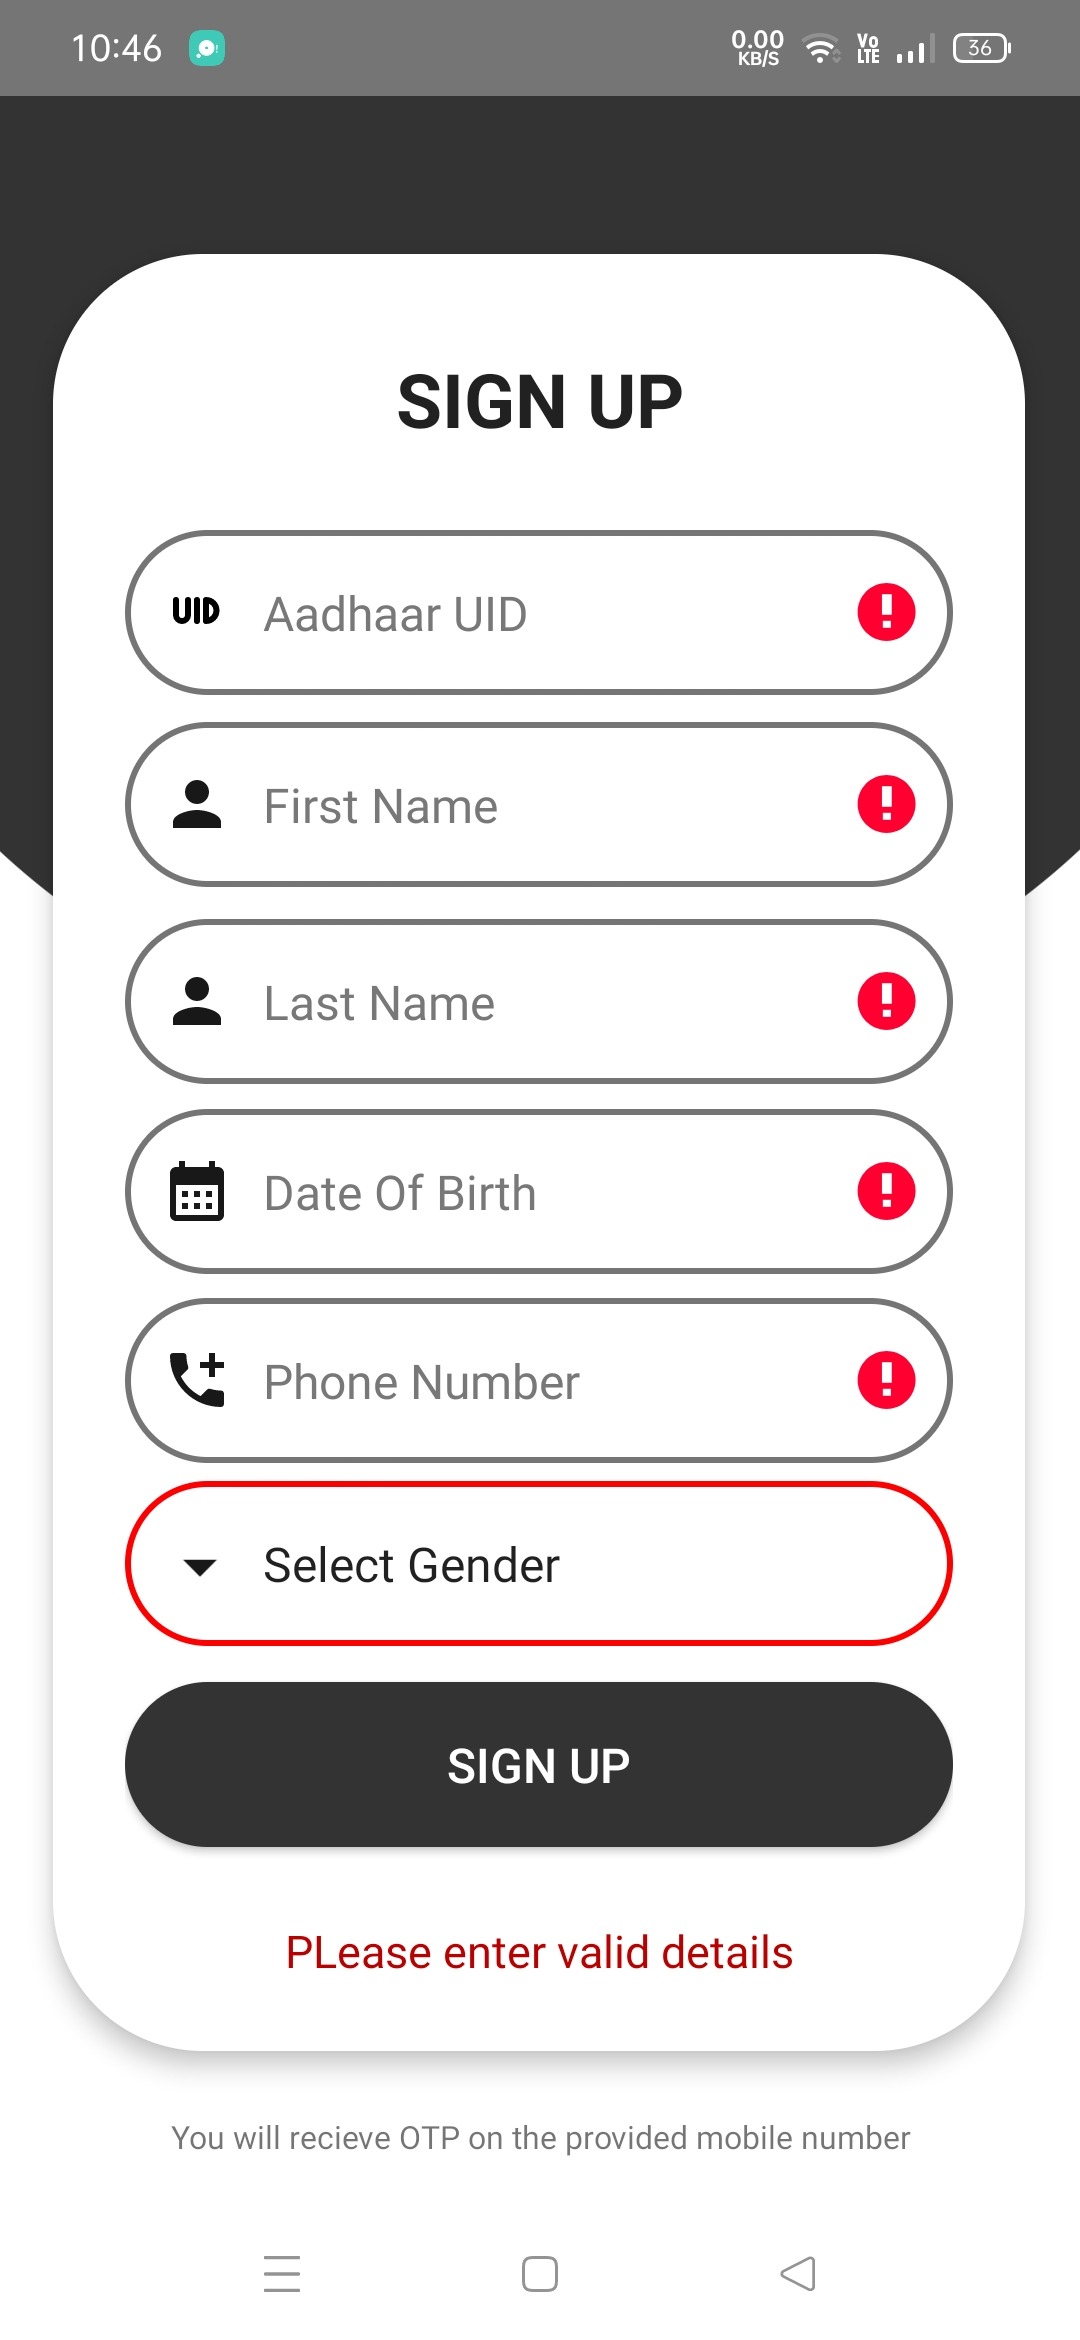 10:46
0.00
KB/S
Vo
LTE
36
SIGN UP
UID Aadhaar UID
First Name
Last Name
Date Of Birth
Phone Number
Select Gender
SIGN UP
PLease enter valid details
You will recieve OTP on the provided mobile number